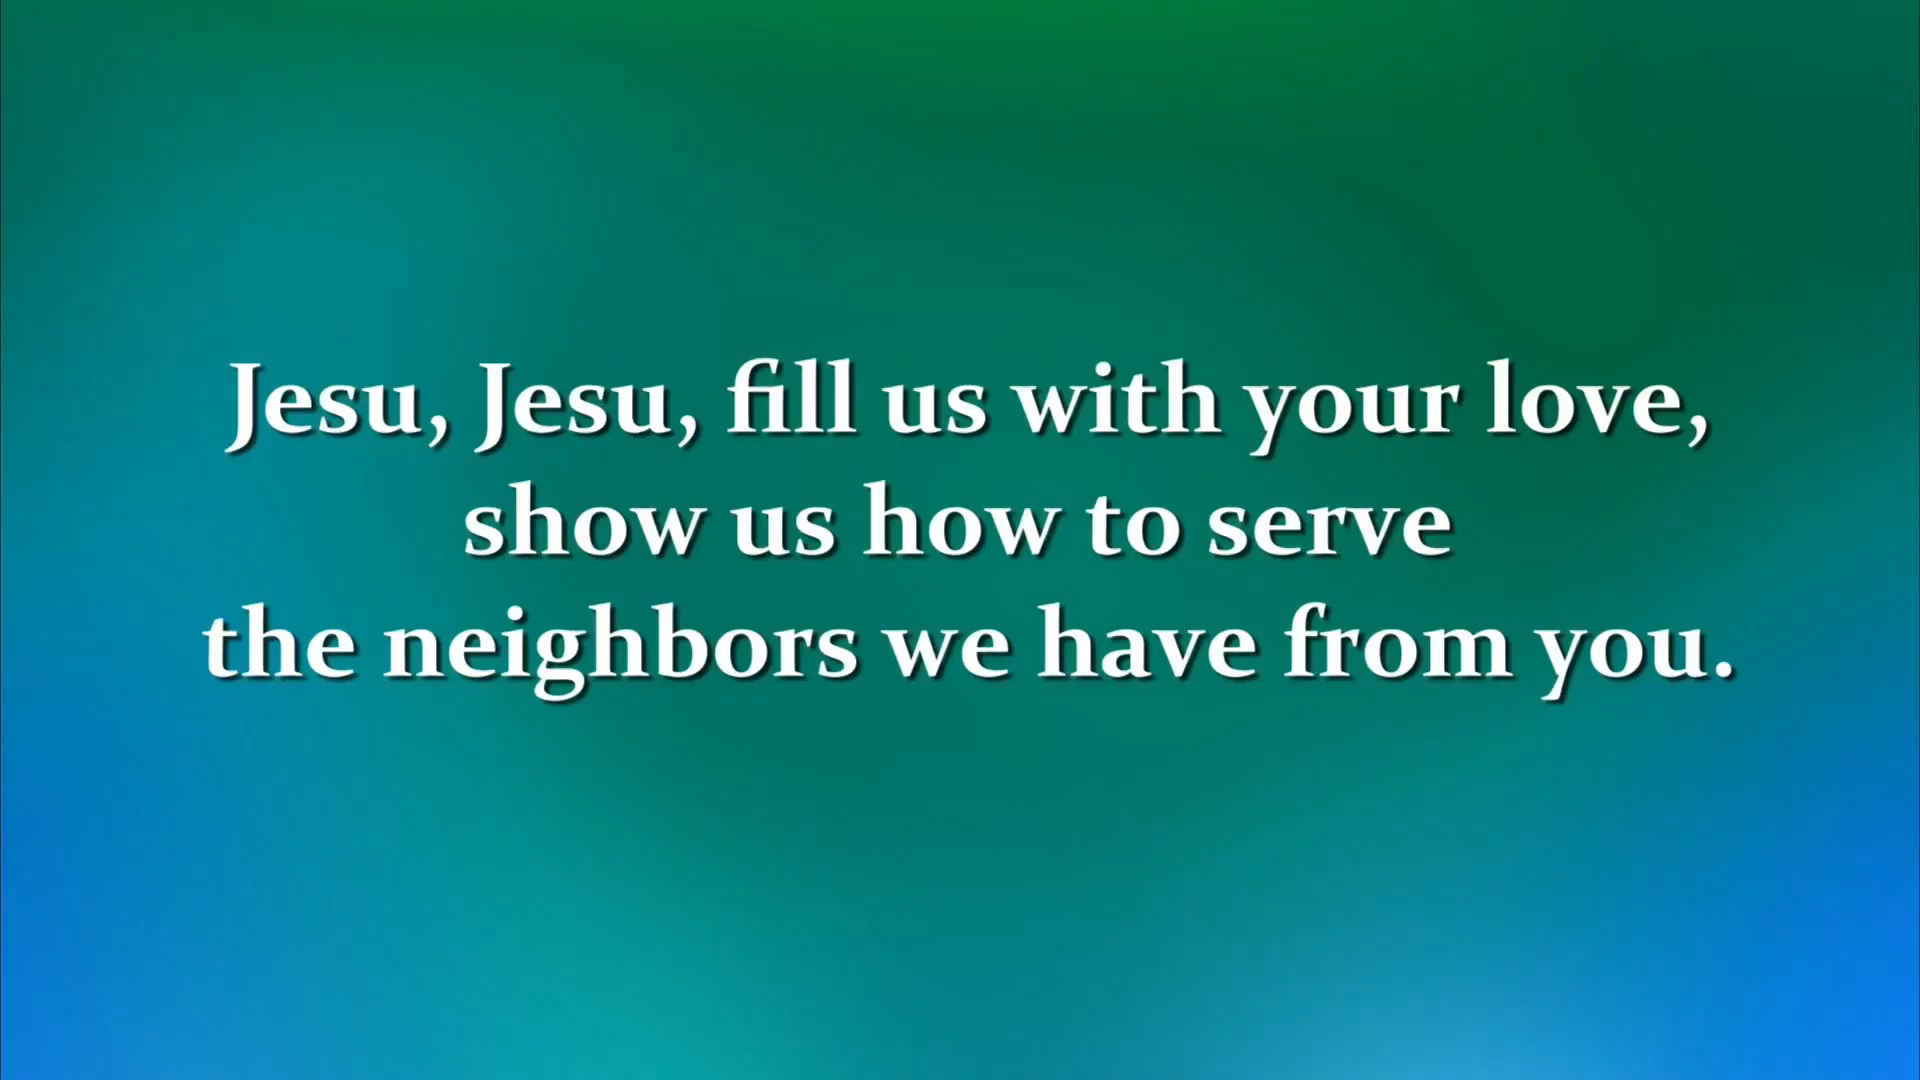 Jesu, Jesu, fill us with your love,
show us how to serve
the neighbors we have from you.